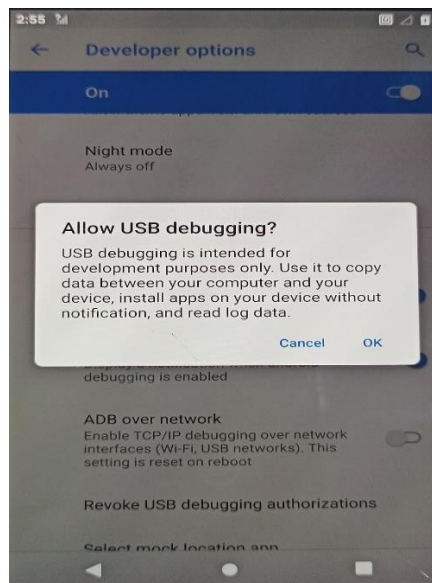 2:55
Developer options
On
Night mode
Always off
Allow USB debugging?
USB debugging is intended for
development purposes only. Use it to copy
data between your computer and your
device, install apps on your device without
notification, and read log data.
Cancel OK
debugging is enabled
ADB over network
Enable TCP/IP debugging over network
interfaces (Wi-Fi, USB networks). This
setting is reset on reboot
Revoke USB debugging authorizations
Select mock location app